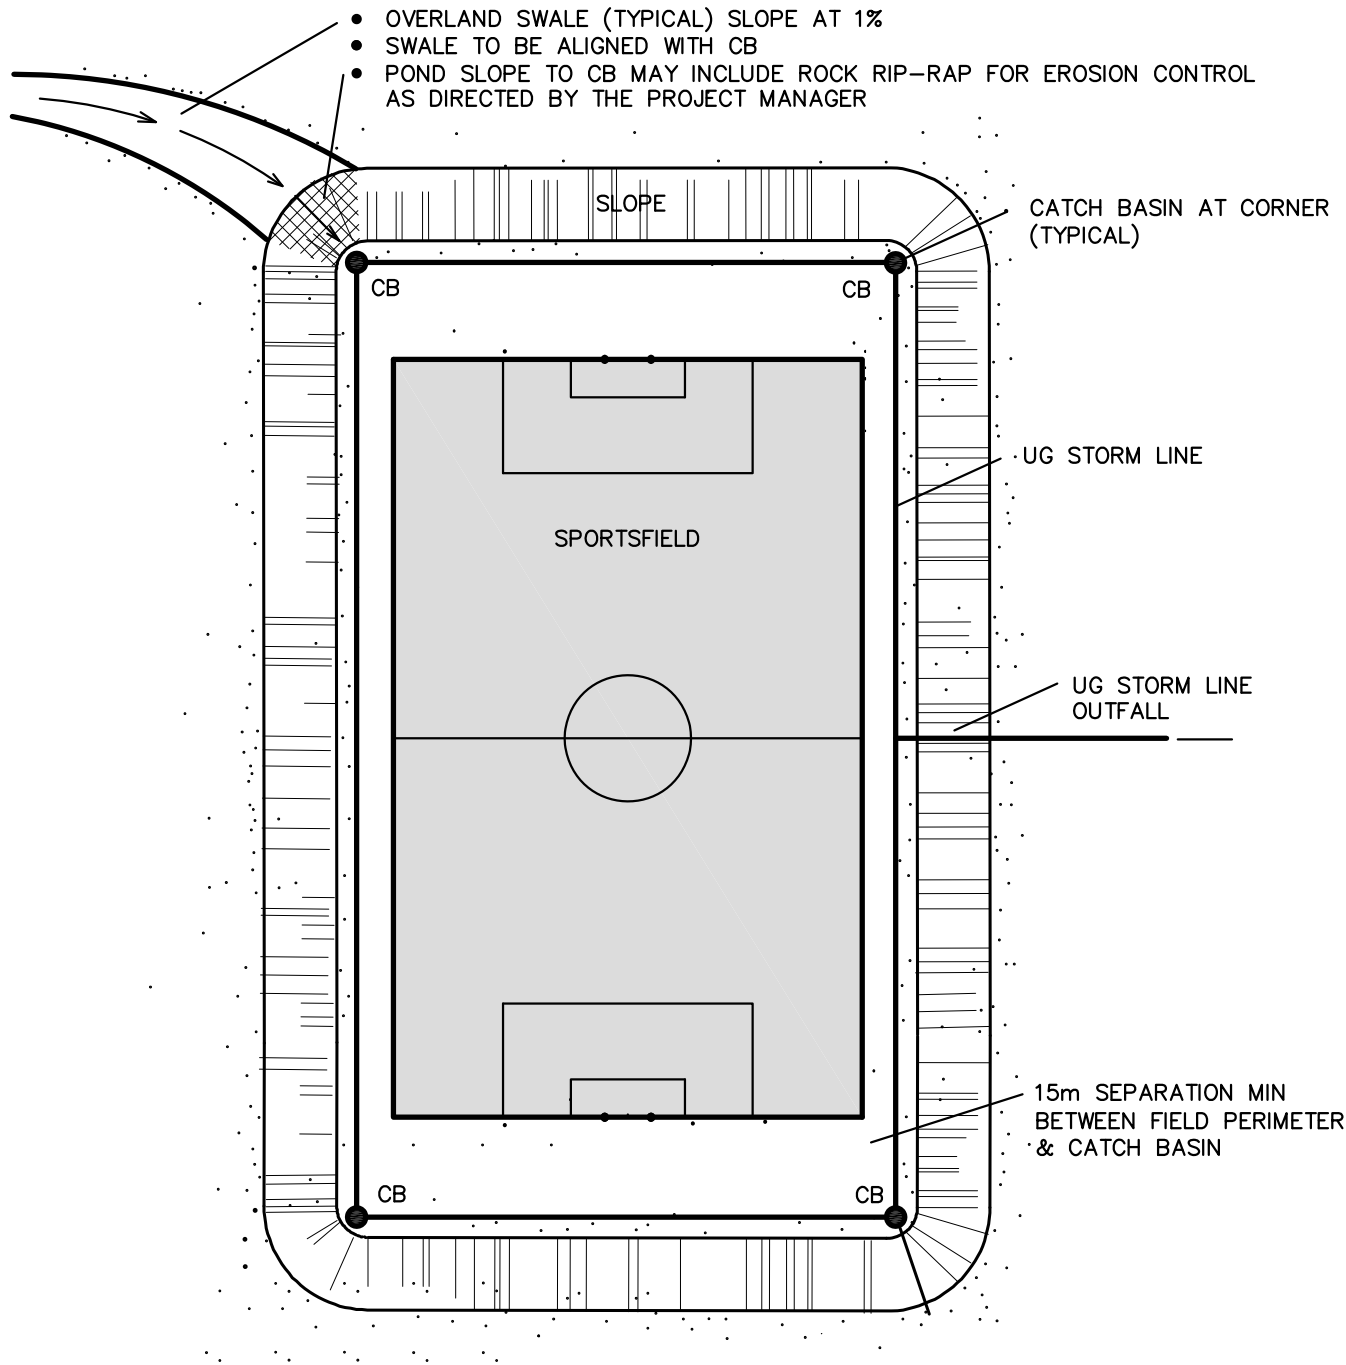 • OVERLAND SWALE (TYPICAL) SLOPE AT 1%
• SWALE TO BE ALIGNED WITH CB
• POND SLOPE TO CB MAY INCLUDE ROCK RIP-RAP FOR EROSION CONTROL
AS DIRECTED BY THE PROJECT MANAGER
SLOPE
CATCH BASIN AT CORNER
(TYPICAL)
CB
CB
UG STORM LINE
SPORTSFIELD
UG STORM LINE
OUTFALL
15m SEPARATION MIN
BETWEEN FIELD PERIMETER
& CATCH BASIN
CB
CB